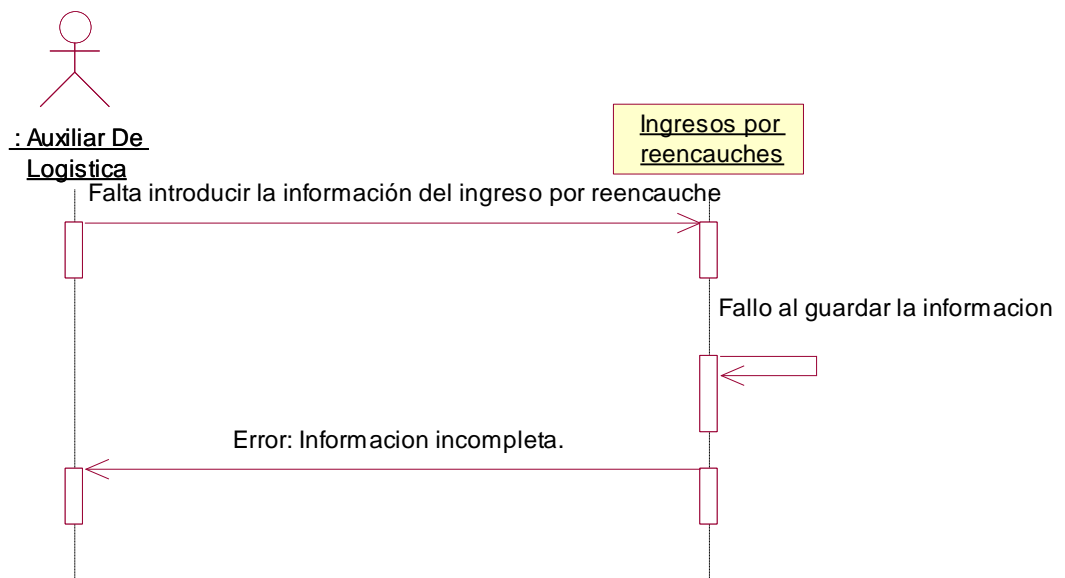 : Auxiliar De
Logistica
Ingresos por
reencauches
Falta introducir la información del ingreso por reencauche
Fallo al guardar la informacion
Error: Informacion incompleta.